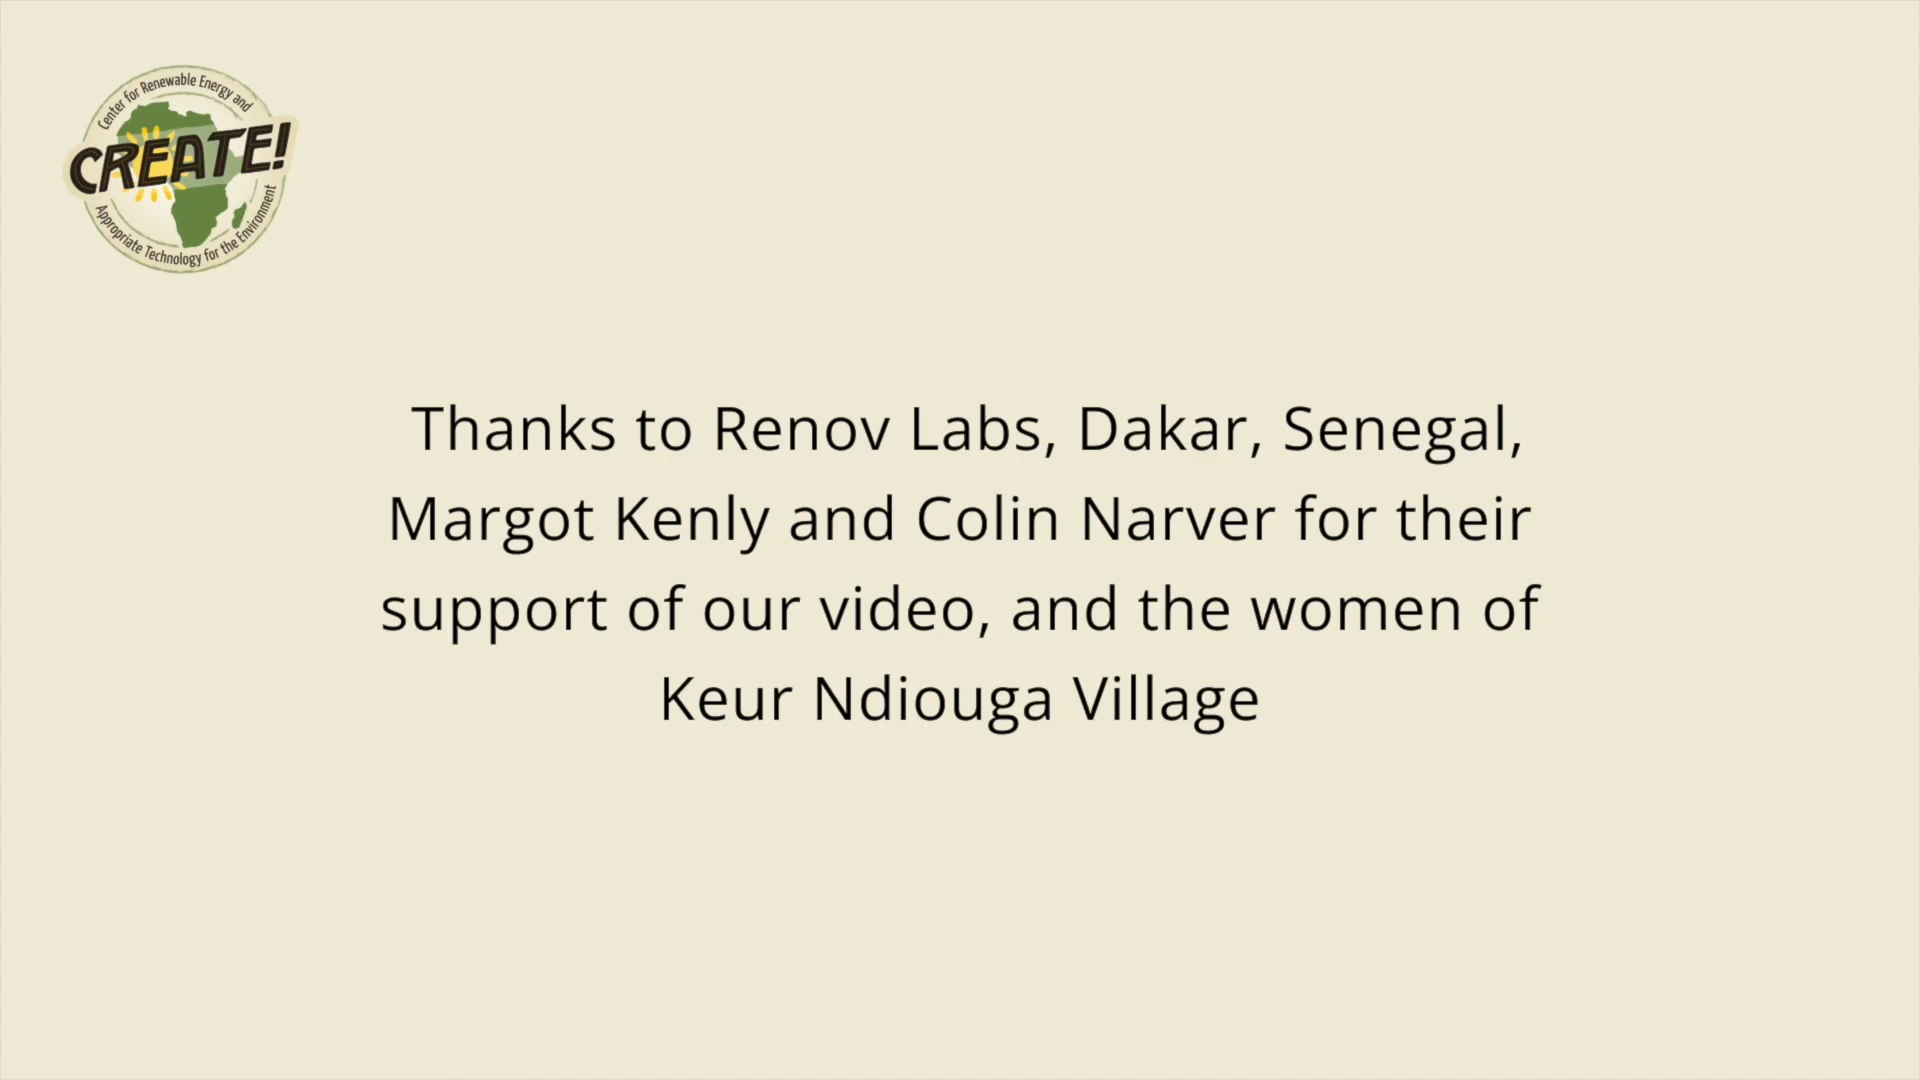 Center for Renewable Energy and
CREATE!
Appropriate Technology for the Environment
Thanks to Renov Labs, Dakar, Senegal,
Margot Kenly and Colin Narver for their
support of our video, and the women of
Keur Ndiouga Village